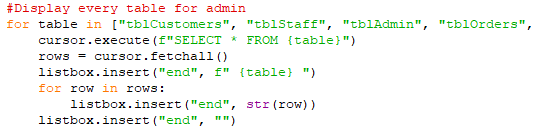 #Display every table for admin
for table in ["tblCustomers", "tblStaff", "tblAdmin", "tblOrders",
    cursor.execute(f"SELECT * FROM {table}")
    rows = cursor.fetchall()
    listbox.insert("end", f" {table} ")
    for row in rows:
        listbox.insert("end", str(row))
    listbox.insert("end", "")